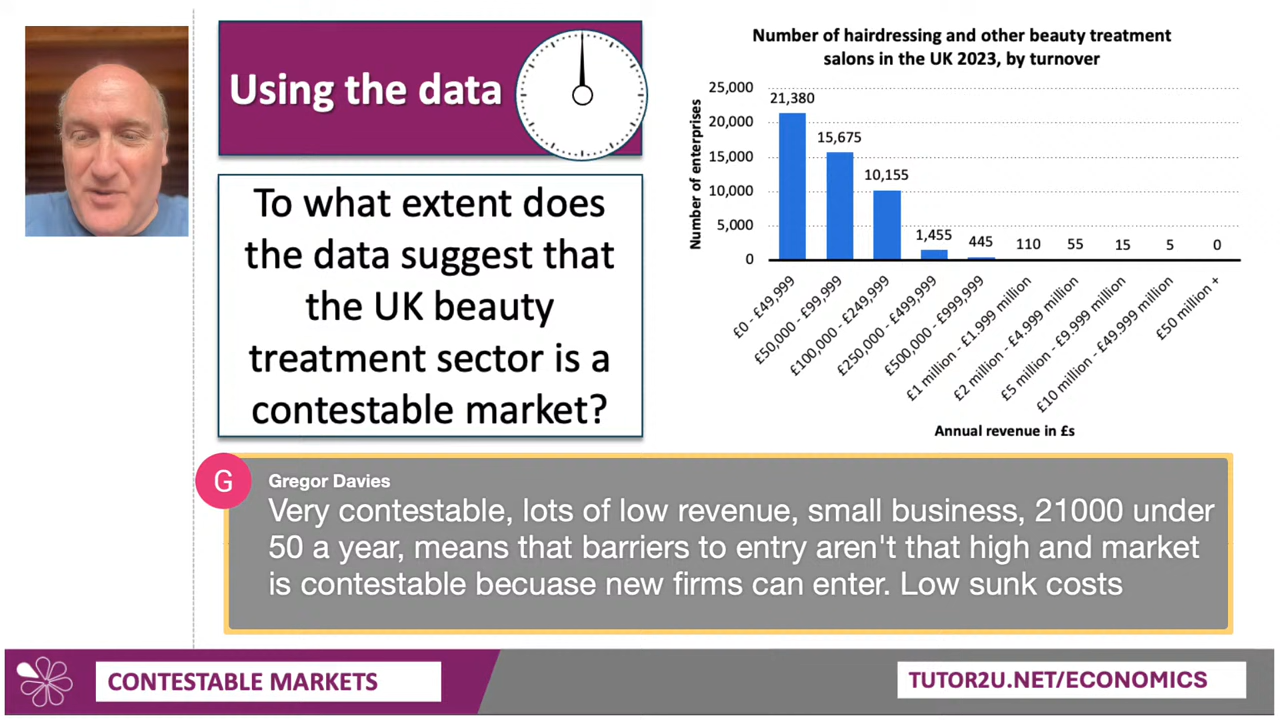 Using the data
To what extent does
the data suggest that
the UK beauty
treatment sector is a
contestable market?
Number of hairdressing and other beauty treatment
salons in the UK 2023, by turnover
Number of enterprises
25,000
20,000
15,000
10,000
5,000
0
21,380
15,675
10,155
1,455
445
110
55
15
5
0
£0 - £49,999
£50,000 - £99,999
£100,000 - £249,999
£250,000 - £499,999
£500,000 - £999,999
£1 million - £1.999 million
£2 million - £4.999 million
£5 million - £9.999 million
£10 million - £49.999 million
£50 million +
Annual revenue in £s
G
Gregor Davies
Very contestable, lots of low revenue, small business, 21000 under
50 a year, means that barriers to entry aren't that high and market
is contestable becuase new firms can enter. Low sunk costs
CONTESTABLE MARKETS
TUTOR2U.NET/ECONOMICS